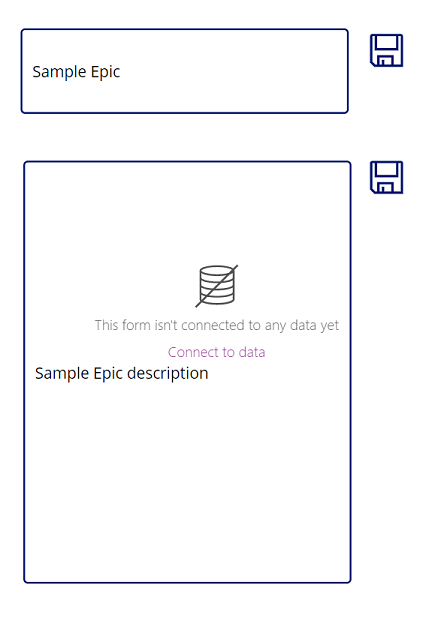 Sample Epic
This form isn't connected to any data yet
Connect to data
Sample Epic description